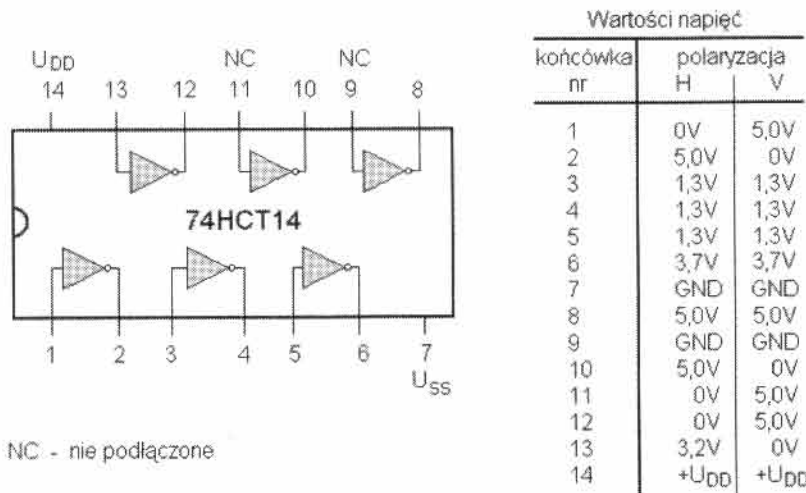 UDD NC NC
14 13 12 11 10 9 8
74HCT14
1 2 3 4 5 6 7
USS
NC - nie podłączone
Wartości napięć
końcówka polaryzacja
nr H V
1 0V 5,0V
2 5,0V 0V
3 1,3V 1,3V
4 1,3V 1,3V
5 1,3V 1,3V
6 3,7V 3,7V
7 GND GND
8 5,0V 5,0V
9 GND GND
10 5,0V 0V
11 0V 5,0V
12 0V 5,0V
13 3,2V 0V
14 +UDD +UDD